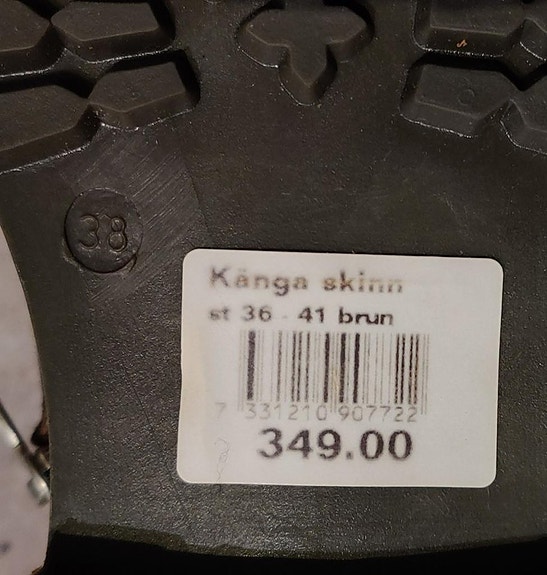 38
Känga skinn
st 36 - 41 brun
7 331210 907722
349.00